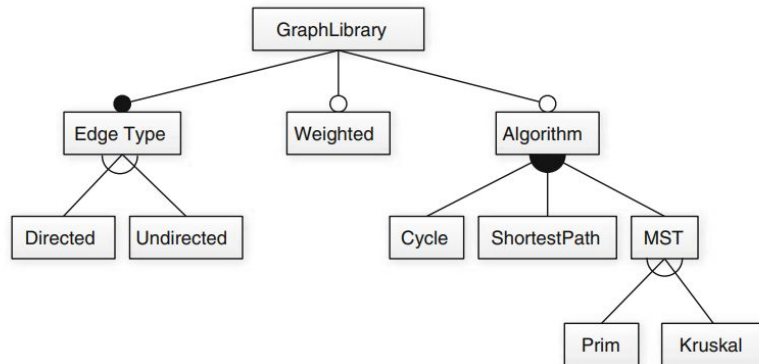 GraphLibrary
Edge Type
Weighted
Algorithm
Directed
Undirected
Cycle
ShortestPath
MST
Prim
Kruskal